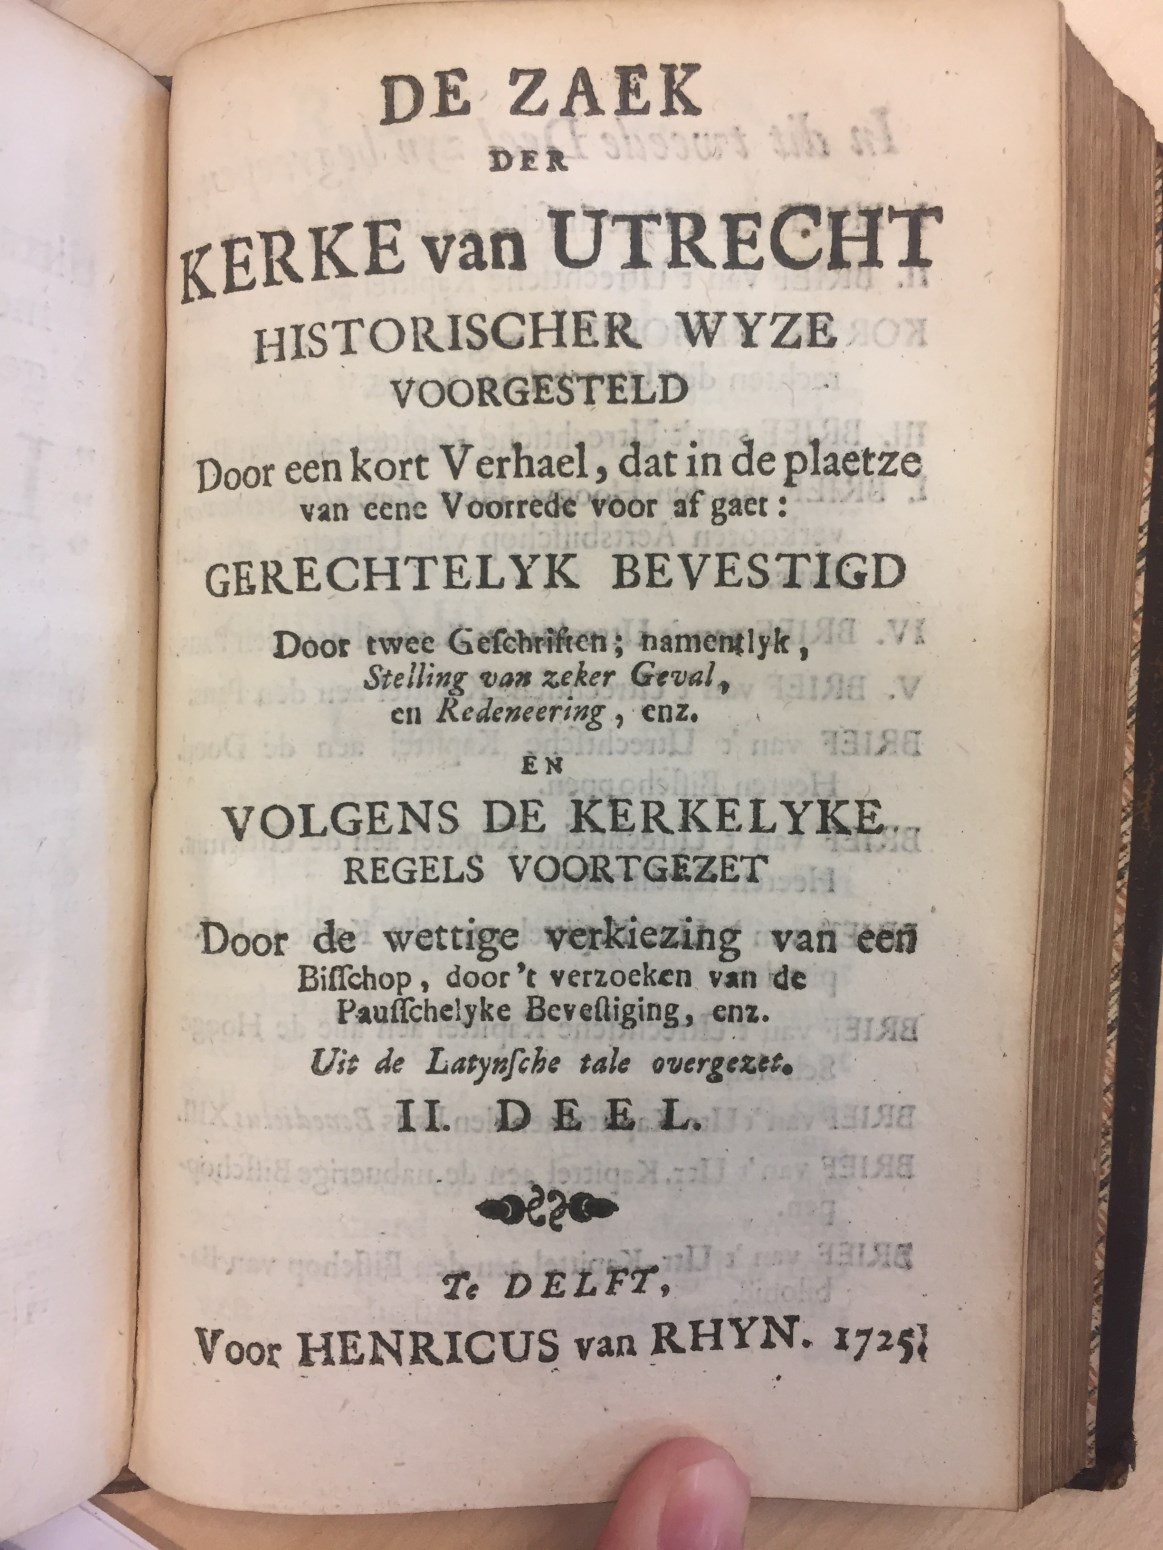 DE ZAEK
DER
KERKE van UTRECHT
HISTORISCHER WYZE
VOORGESTELD
Door een kort Verhael, dat in de plaetze
van eene Voorrede voor af gaet:
GERECHTELYK BEVESTIGD
Door twee Geſchriften; namentlyk,
Stelling van zeker Geval,
en Redeneering, enz.
EN
VOLGENS DE KERKELYKE
REGELS VOORTGEZET
Door de wettige verkiezing van een
Biſſchop, door 't verzoeken van de
Pausſchelyke Beveſtiging, enz.
Uit de Latynſche tale overgezet.
II. DEEL.
Te DELFT,
Voor HENRICUS van RHYN. 1725.